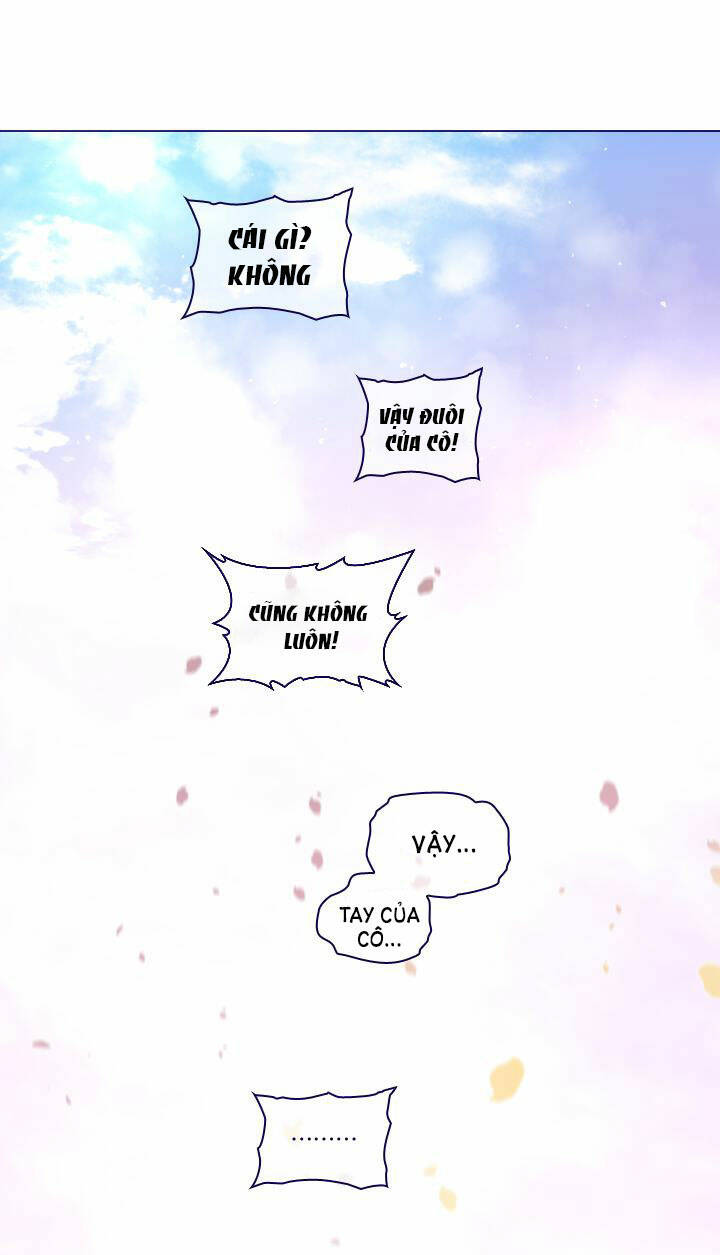 CÁI GÌ?
KHÔNG
VẬY ĐUÔI
CỦA CÔ!
CŨNG KHÔNG
LUÔN!
VẬY...
TAY CỦA
CÔ...
.........